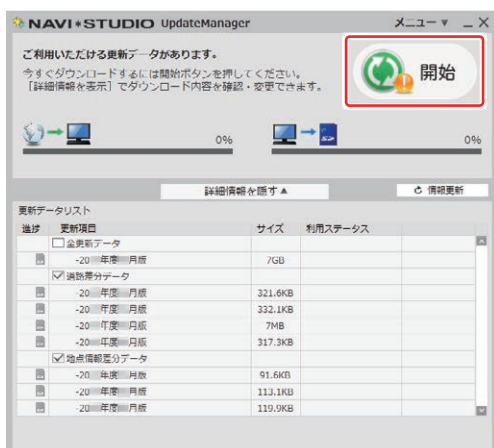 NAVI*STUDIO UpdateManager
メニュー ▼ _ X
ご利用いただける更新データがあります。
今すぐダウンロードするには開始ボタンを押してください。
[詳細情報を表示]でダウンロード内容を確認・変更できます。
開始
0%
0%
詳細情報を隠す▲
情報更新
更新データリスト
進捗 更新項目 サイズ 利用ステータス
全更新データ
-20 年度 月版 7GB
道路差分データ
-20 年度 月版 321.6KB
-20 年度 月版 332.1KB
-20 年度 月版 7MB
-20 年度 月版 317.3KB
地点情報差分データ
-20 年度 月版 91.6KB
-20 年度 月版 113.1KB
-20 年度 月版 119.9KB